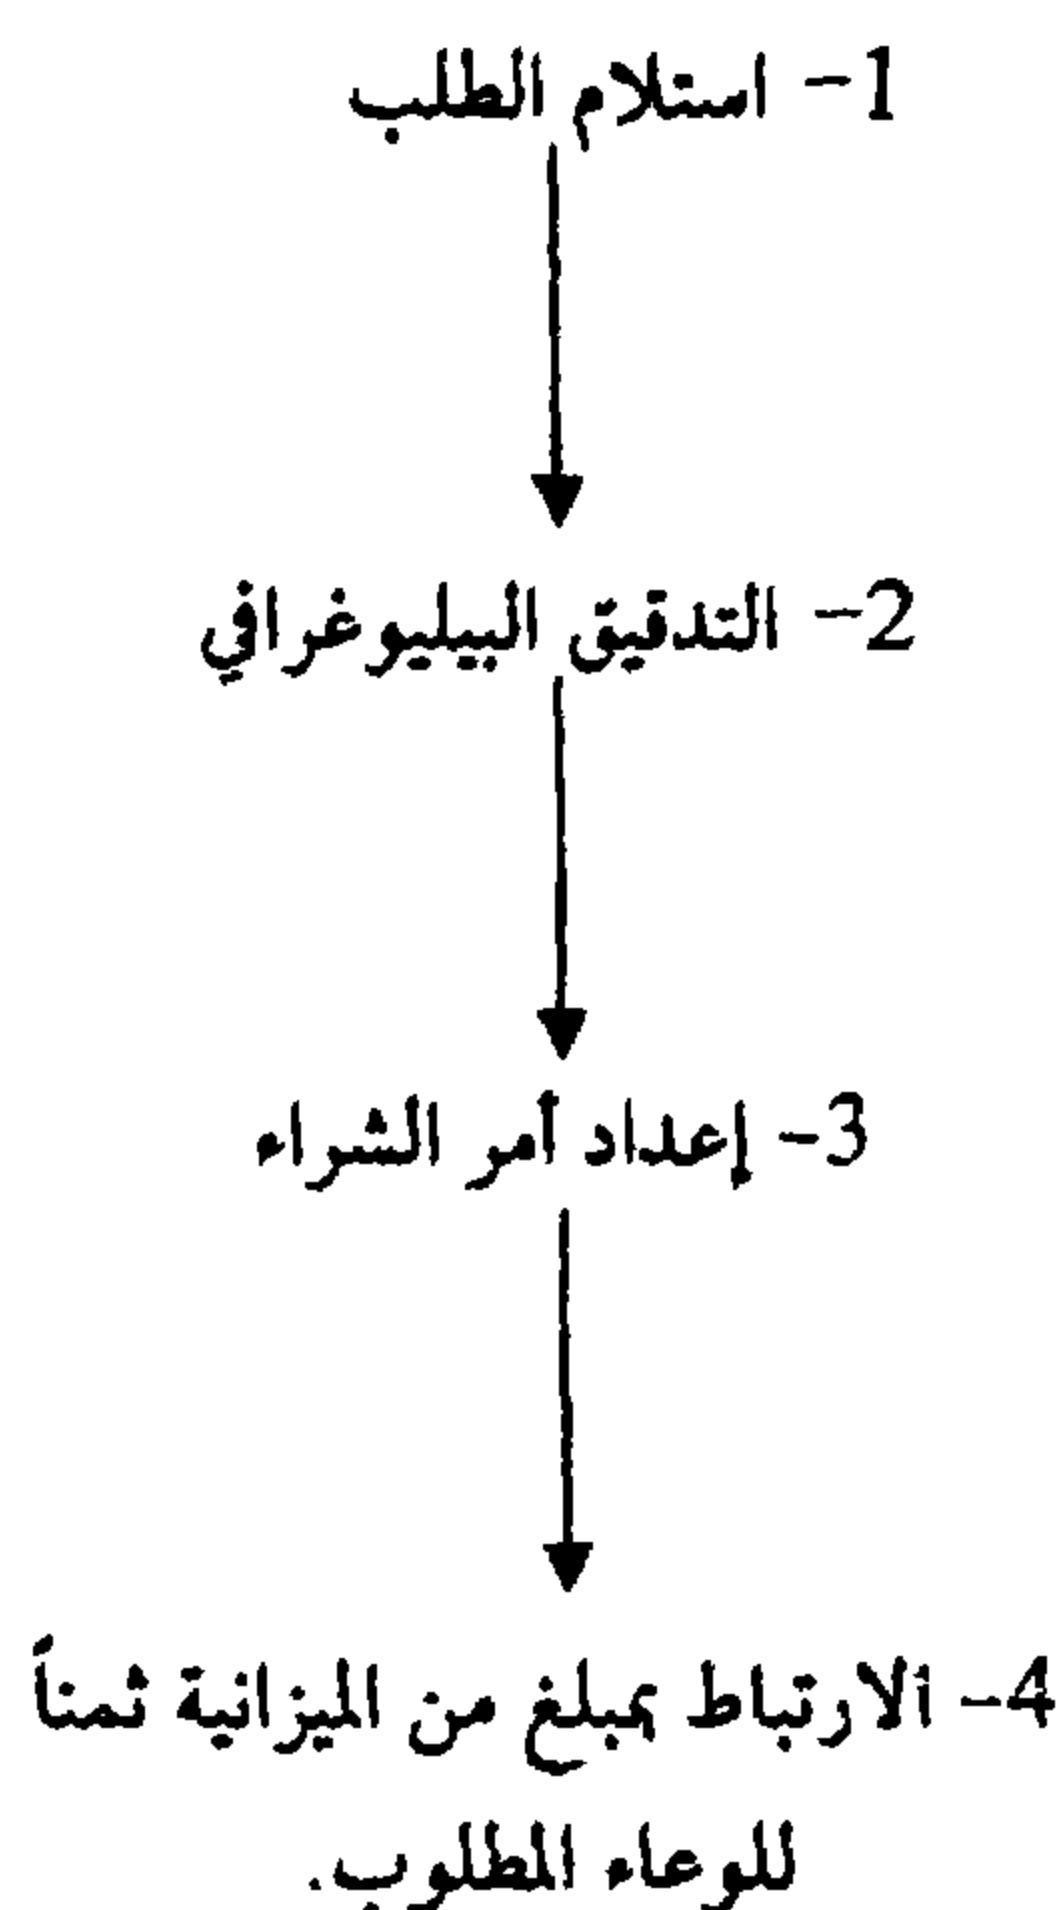 1- استلام الطلب
2- التدقيق البيليوغرافي
3- إعداد أمر الشراء
4- الارتباط بمبلغ من الميزانية ثمناً
للوعاء المطلوب.